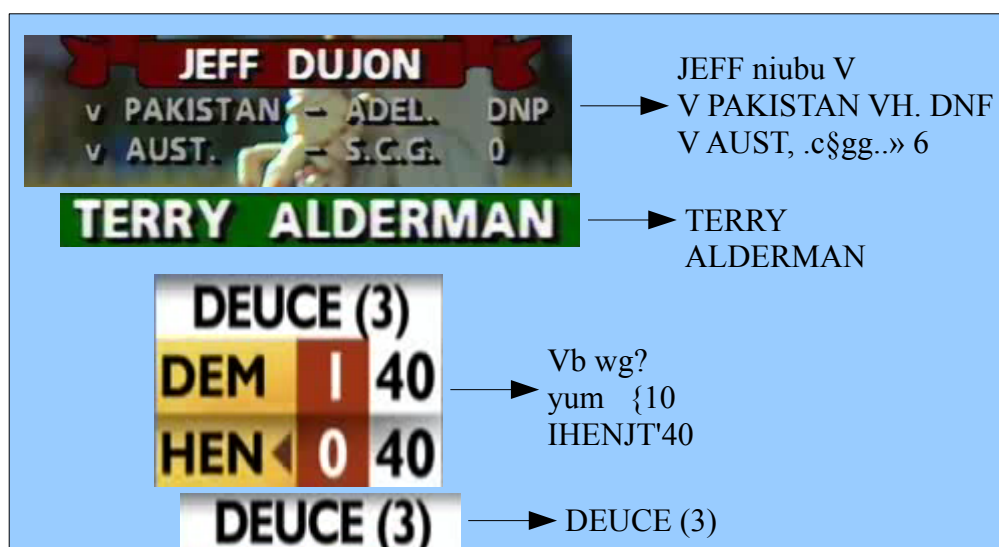 JEFF DUJON
v PAKISTAN – ADEL. DNP
v AUST. – S.C.G. 0
JEFF niubu V
V PAKISTAN VH. DNF
V AUST, .c§gg..» 6
TERRY ALDERMAN
TERRY
ALDERMAN
DEUCE (3)
DEM 1 40
HEN 0 40
Vb wg?
yum {10
IHENJT'40
DEUCE (3)
DEUCE (3)